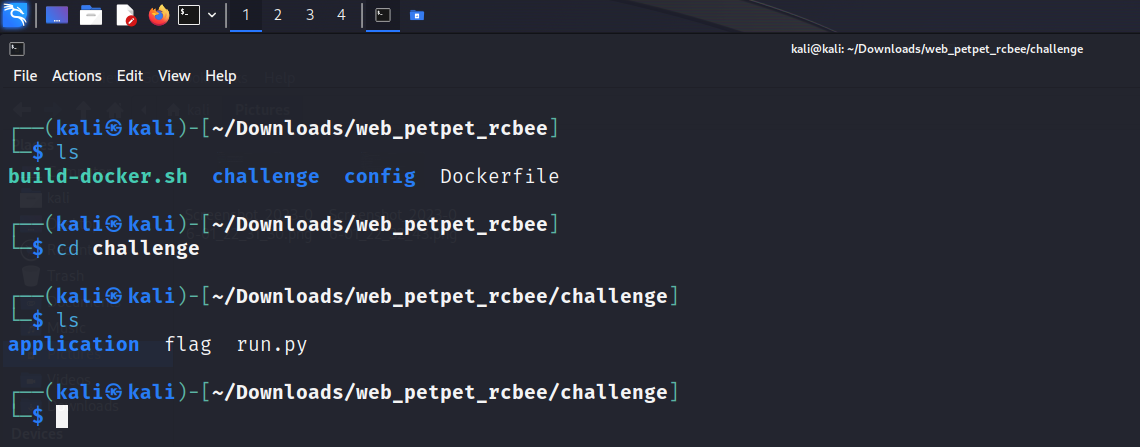 1 2 3 4
kali@kali: ~/Downloads/web_petpet_rcbee/challenge
File Actions Edit View Help
┌──(kali㉿kali)-[~/Downloads/web_petpet_rcbee]
└─$ ls
build-docker.sh challenge config Dockerfile
┌──(kali㉿kali)-[~/Downloads/web_petpet_rcbee]
└─$ cd challenge
┌──(kali㉿kali)-[~/Downloads/web_petpet_rcbee/challenge]
└─$ ls
application flag run.py
┌──(kali㉿kali)-[~/Downloads/web_petpet_rcbee/challenge]
└─$
Devices